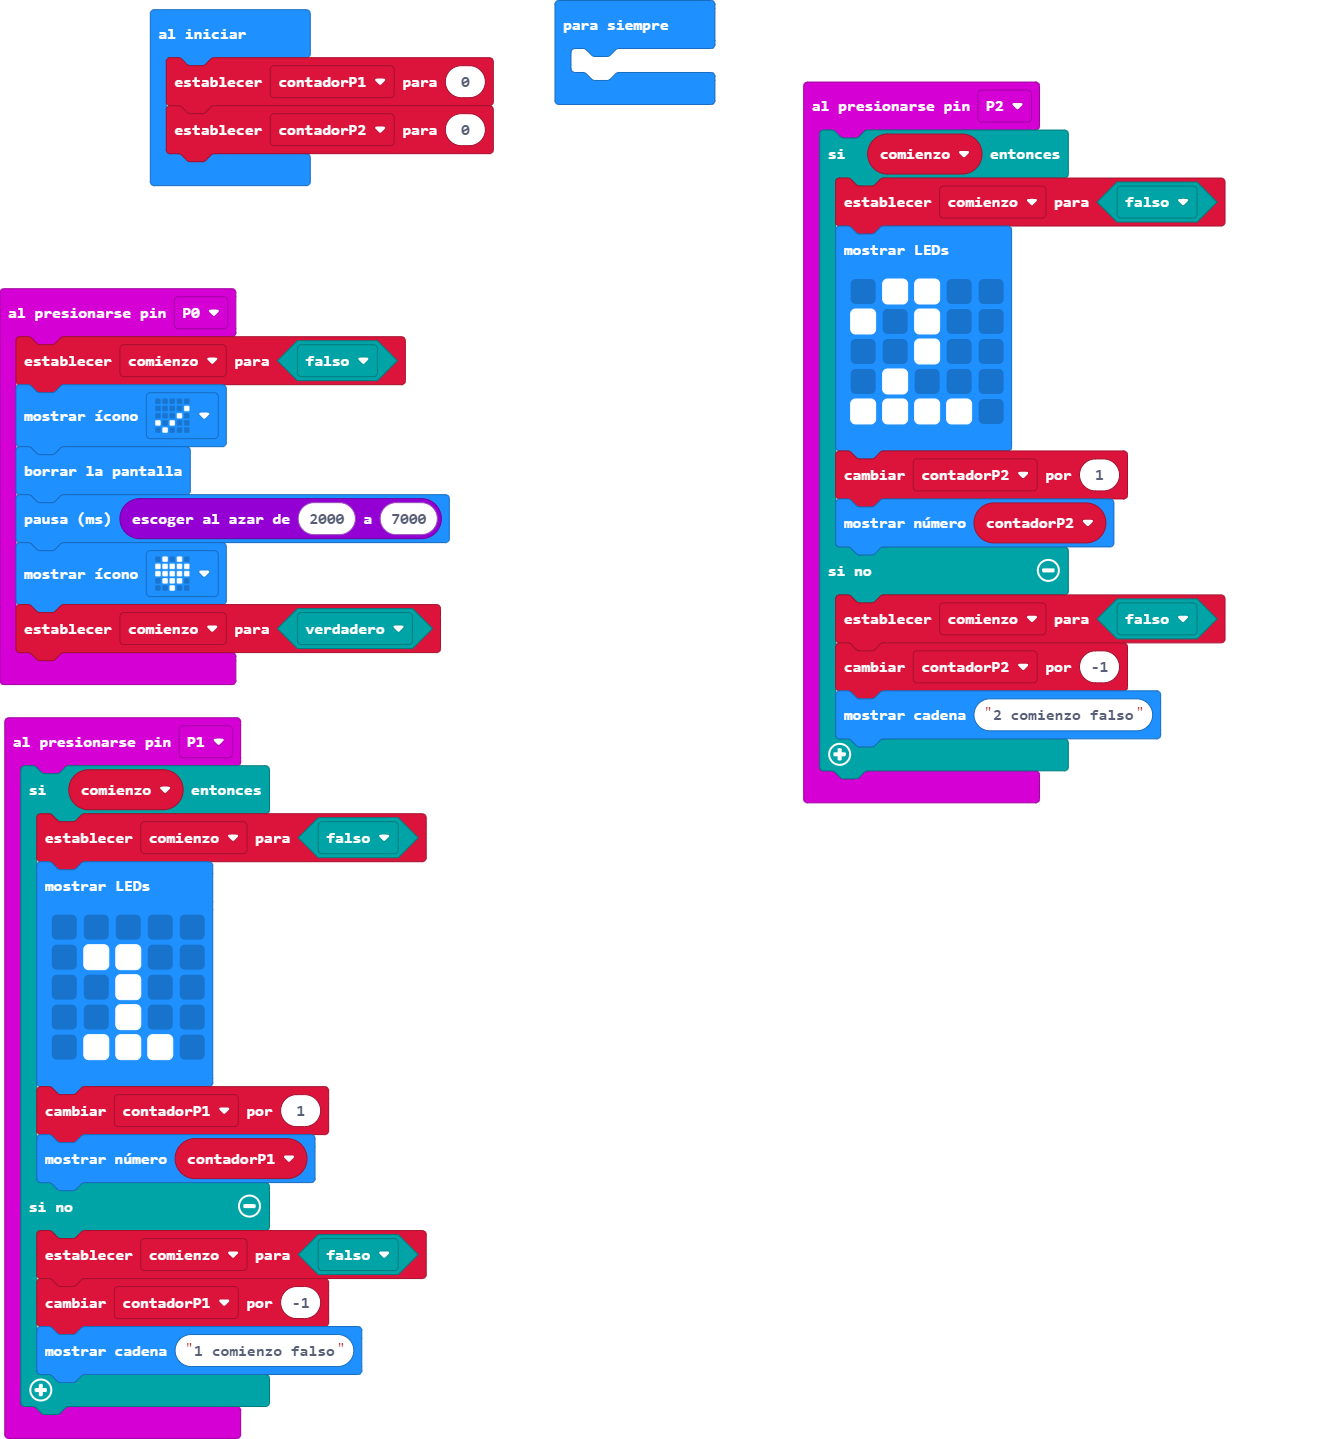 al iniciar
establecer contadorP1 para 0
establecer contadorP2 para 0
para siempre
al presionarse pin P0
establecer comienzo para falso
mostrar ícono
borrar la pantalla
pausa (ms) escoger al azar de 2000 a 7000
mostrar ícono
establecer comienzo para verdadero
al presionarse pin P1
si comienzo entonces
establecer comienzo para falso
mostrar LEDs
cambiar contadorP1 por 1
mostrar número contadorP1
si no
establecer comienzo para falso
cambiar contadorP1 por -1
mostrar cadena "1 comienzo falso"
al presionarse pin P2
si comienzo entonces
establecer comienzo para falso
mostrar LEDs
cambiar contadorP2 por 1
mostrar número contadorP2
si no
establecer comienzo para falso
cambiar contadorP2 por -1
mostrar cadena "2 comienzo falso"